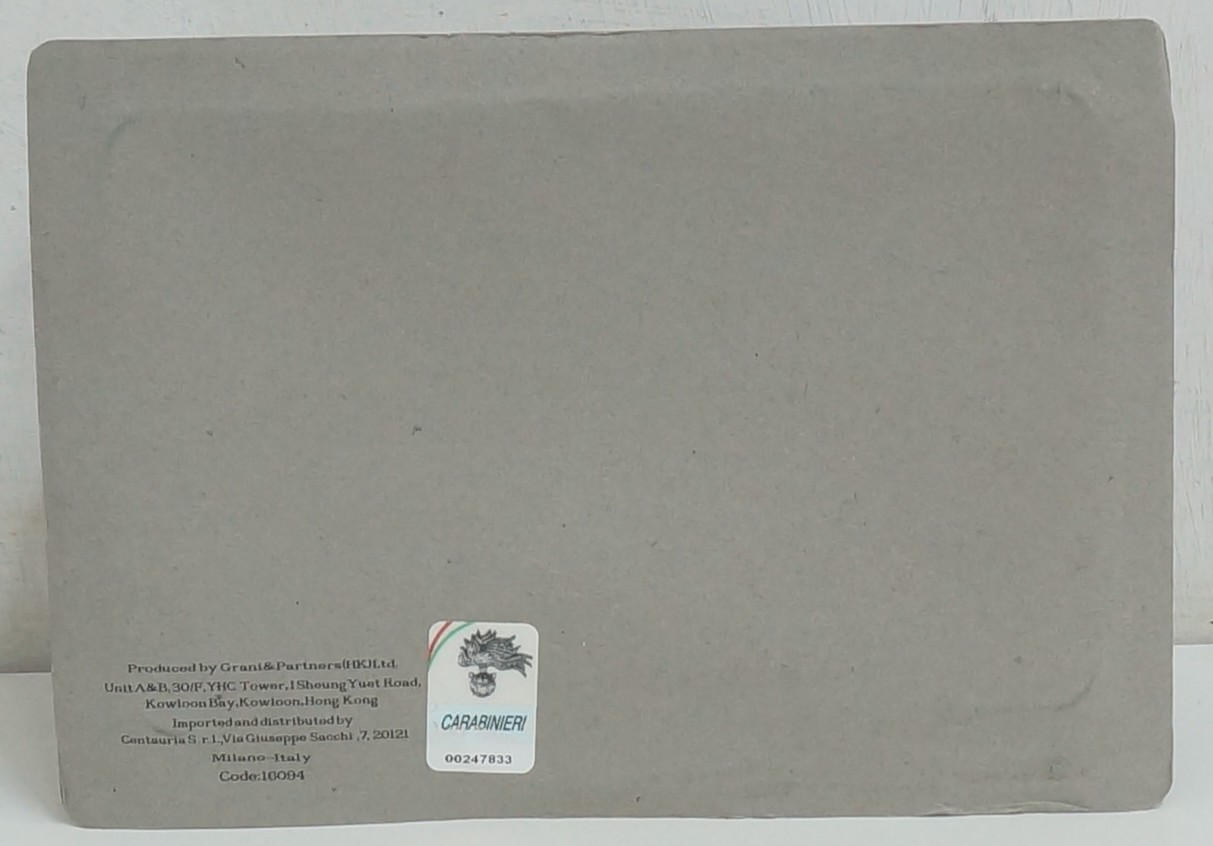 Produced by Grani&Partners(HK)Ltd.
Unit A&B,30/F,YHC Tower,1 Sheung Yuet Road,
Kowloon Bay,Kowloon,Hong Kong
Imported and distributed by
Centauria S.r.l.,Via Giuseppe Sacchi ,7, 20121
Milano-Italy
Code:16094
CARABINIERI
00247833